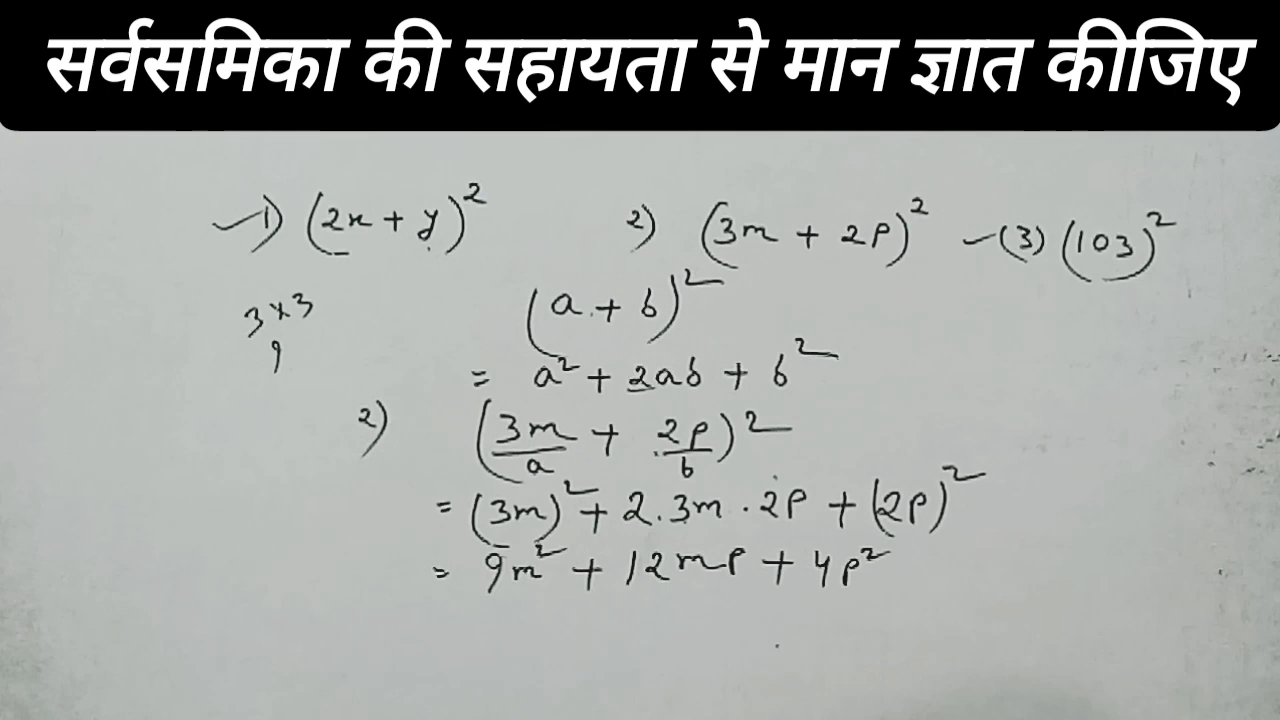 सर्वसमिका की सहायता से मान ज्ञात कीजिए
1) (2x + y)² 2) (3m + 2p)² (3) (103)²
3×3
9
(a + b)²
= a² + 2ab + b²
2) (3m + 2p)²
a b
= (3m)² + 2.3m . 2p + (2p)²
= 9m² + 12mp + 4p²